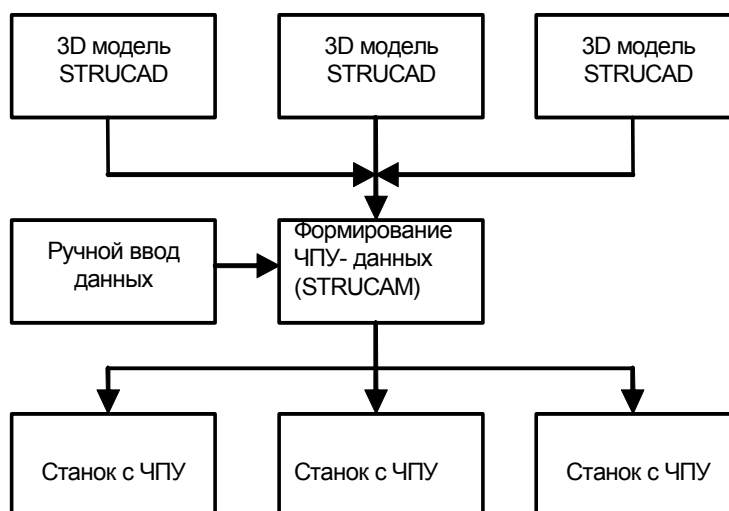 3D модель
STRUCAD
3D модель
STRUCAD
3D модель
STRUCAD
Ручной ввод
данных
Формирование
ЧПУ- данных
(STRUCAM)
Станок с ЧПУ
Станок с ЧПУ
Станок с ЧПУ